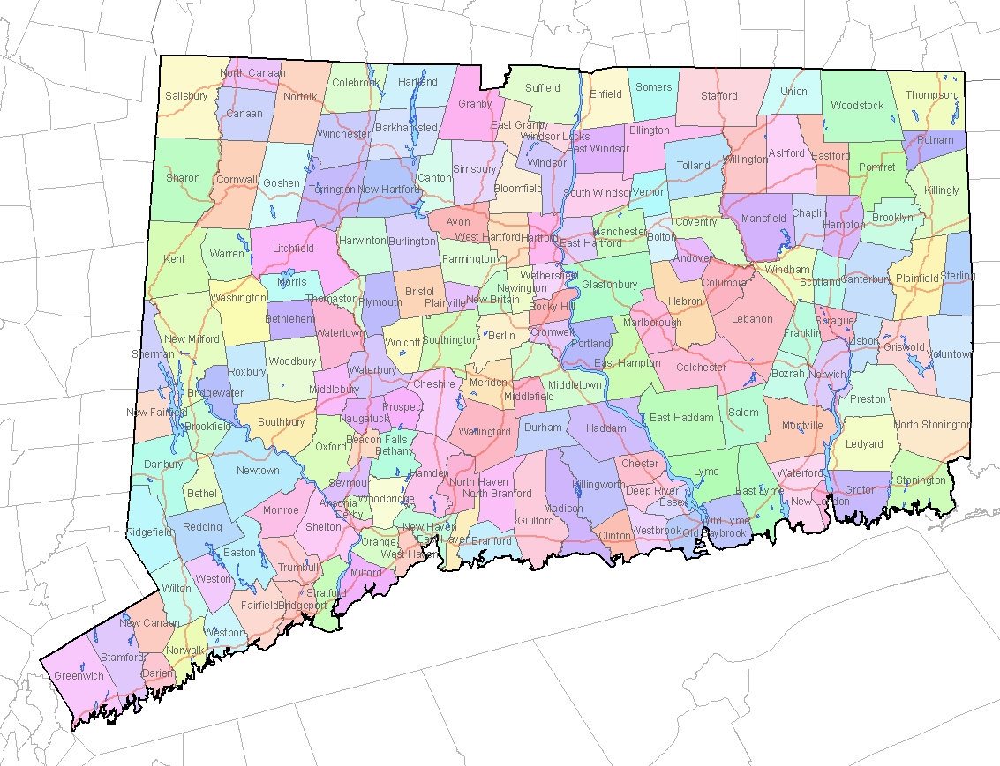 North Canaan
Salisbury
Norfolk
Colebrook
Hartland
Granby
Suffield
Enfield
Somers
Stafford
Union
Woodstock
Thompson
Canaan
Winchester
Barkhamsted
East Granby
Windsor Locks
East Windsor
Ellington
Putnam
Sharon
Cornwall
Goshen
Torrington
New Hartford
Canton
Simsbury
Windsor
Bloomfield
South Windsor
Vernon
Tolland
Willington
Ashford
Eastford
Pomfret
Killingly
Avon
West Hartford
Hartford
East Hartford
Manchester
Bolton
Coventry
Mansfield
Chaplin
Hampton
Brooklyn
Kent
Warren
Litchfield
Harwinton
Burlington
Farmington
Andover
Windham
Scotland
Canterbury
Plainfield
Sterling
Morris
Washington
Bethlehem
Thomaston
Plymouth
Bristol
Plainville
New Britain
Newington
Wethersfield
Rocky Hill
Glastonbury
Hebron
Columbia
Lebanon
Marlborough
Franklin
Sprague
Lisbon
Griswold
Voluntown
New Milford
Sherman
Watertown
Wolcott
Southington
Berlin
Cromwell
Portland
East Hampton
Colchester
Bozrah
Norwich
Preston
Roxbury
Woodbury
Bridgewater
Middlebury
Waterbury
Cheshire
Meriden
Middlefield
Middletown
New Fairfield
Brookfield
Southbury
Naugatuck
Prospect
Wallingford
Durham
Haddam
East Haddam
Salem
Montville
Ledyard
North Stonington
Oxford
Beacon Falls
Bethany
Hamden
Danbury
Newtown
Bethel
Seymour
Woodbridge
North Haven
North Branford
Killingworth
Chester
Deep River
Essex
Lyme
East Lyme
Waterford
New London
Groton
Stonington
Monroe
Ansonia
Derby
Shelton
Guilford
Madison
Clinton
Westbrook
Old Saybrook
Old Lyme
Ridgefield
Redding
Easton
Orange
New Haven
East Haven
West Haven
Branford
Wilton
Weston
Trumbull
Milford
Stratford
Fairfield
Bridgeport
New Canaan
Westport
Norwalk
Stamford
Darien
Greenwich